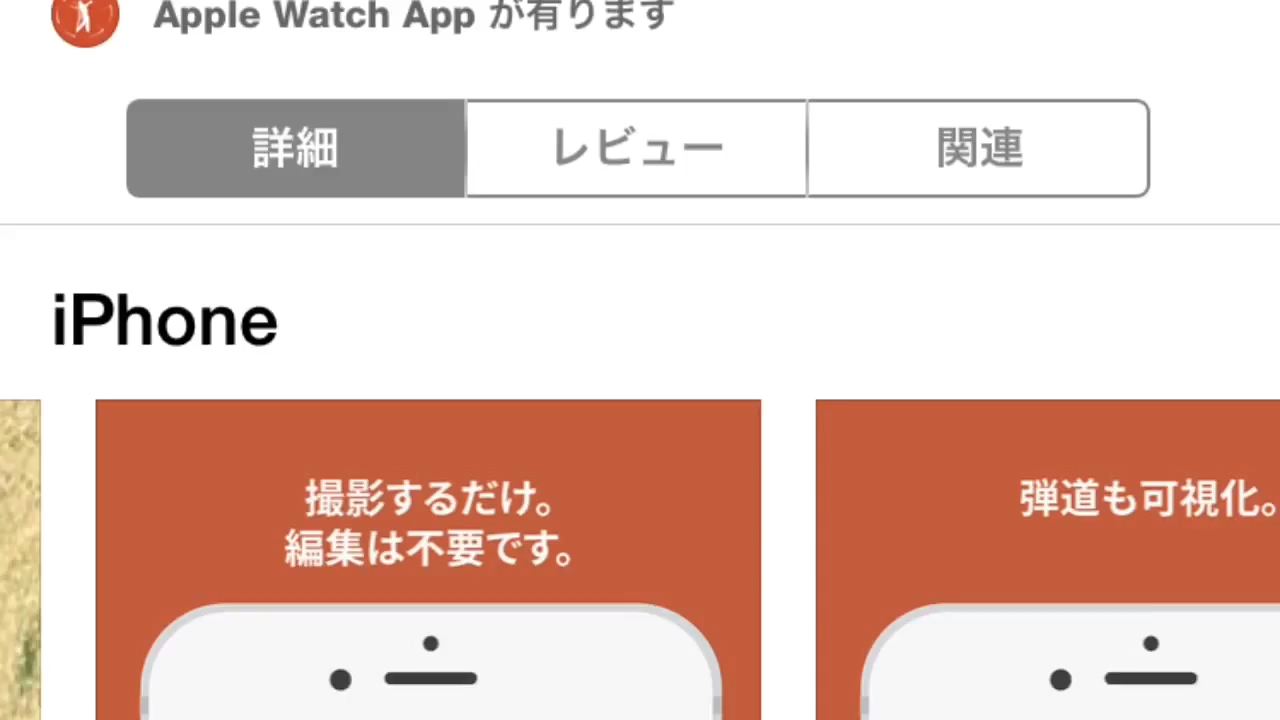 Apple Watch App が有ります
詳細
レビュー
関連
iPhone
撮影するだけ。
編集は不要です。
弾道も可視化。